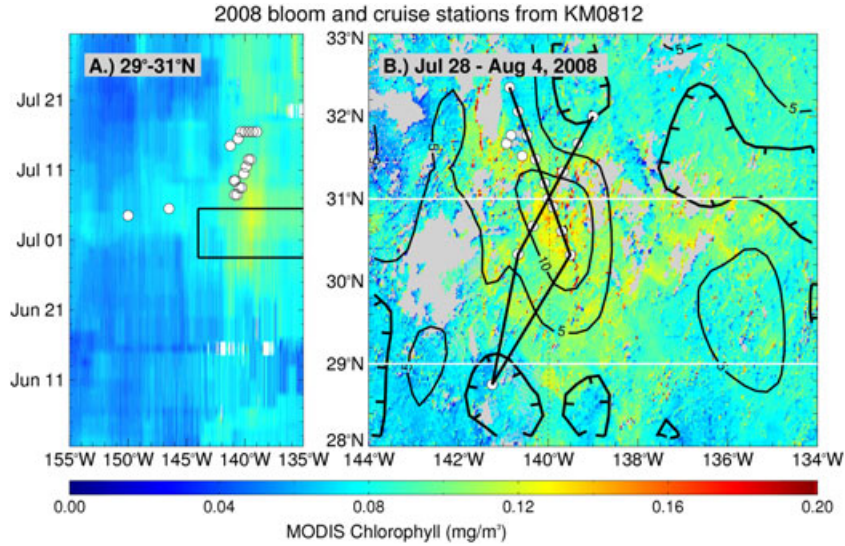 2008 bloom and cruise stations from KM0812
A.) 29°-31°N
Jul 21
Jul 11
Jul 01
Jun 21
Jun 11
155°W 150°W 145°W 140°W 135°W
B.) Jul 28 - Aug 4, 2008
33°N
32°N
31°N
30°N
29°N
28°N
5
5
10
5
144°W 142°W 140°W 138°W 136°W 134°W
0.00 0.04 0.08 0.12 0.16 0.20
MODIS Chlorophyll (mg/m³)